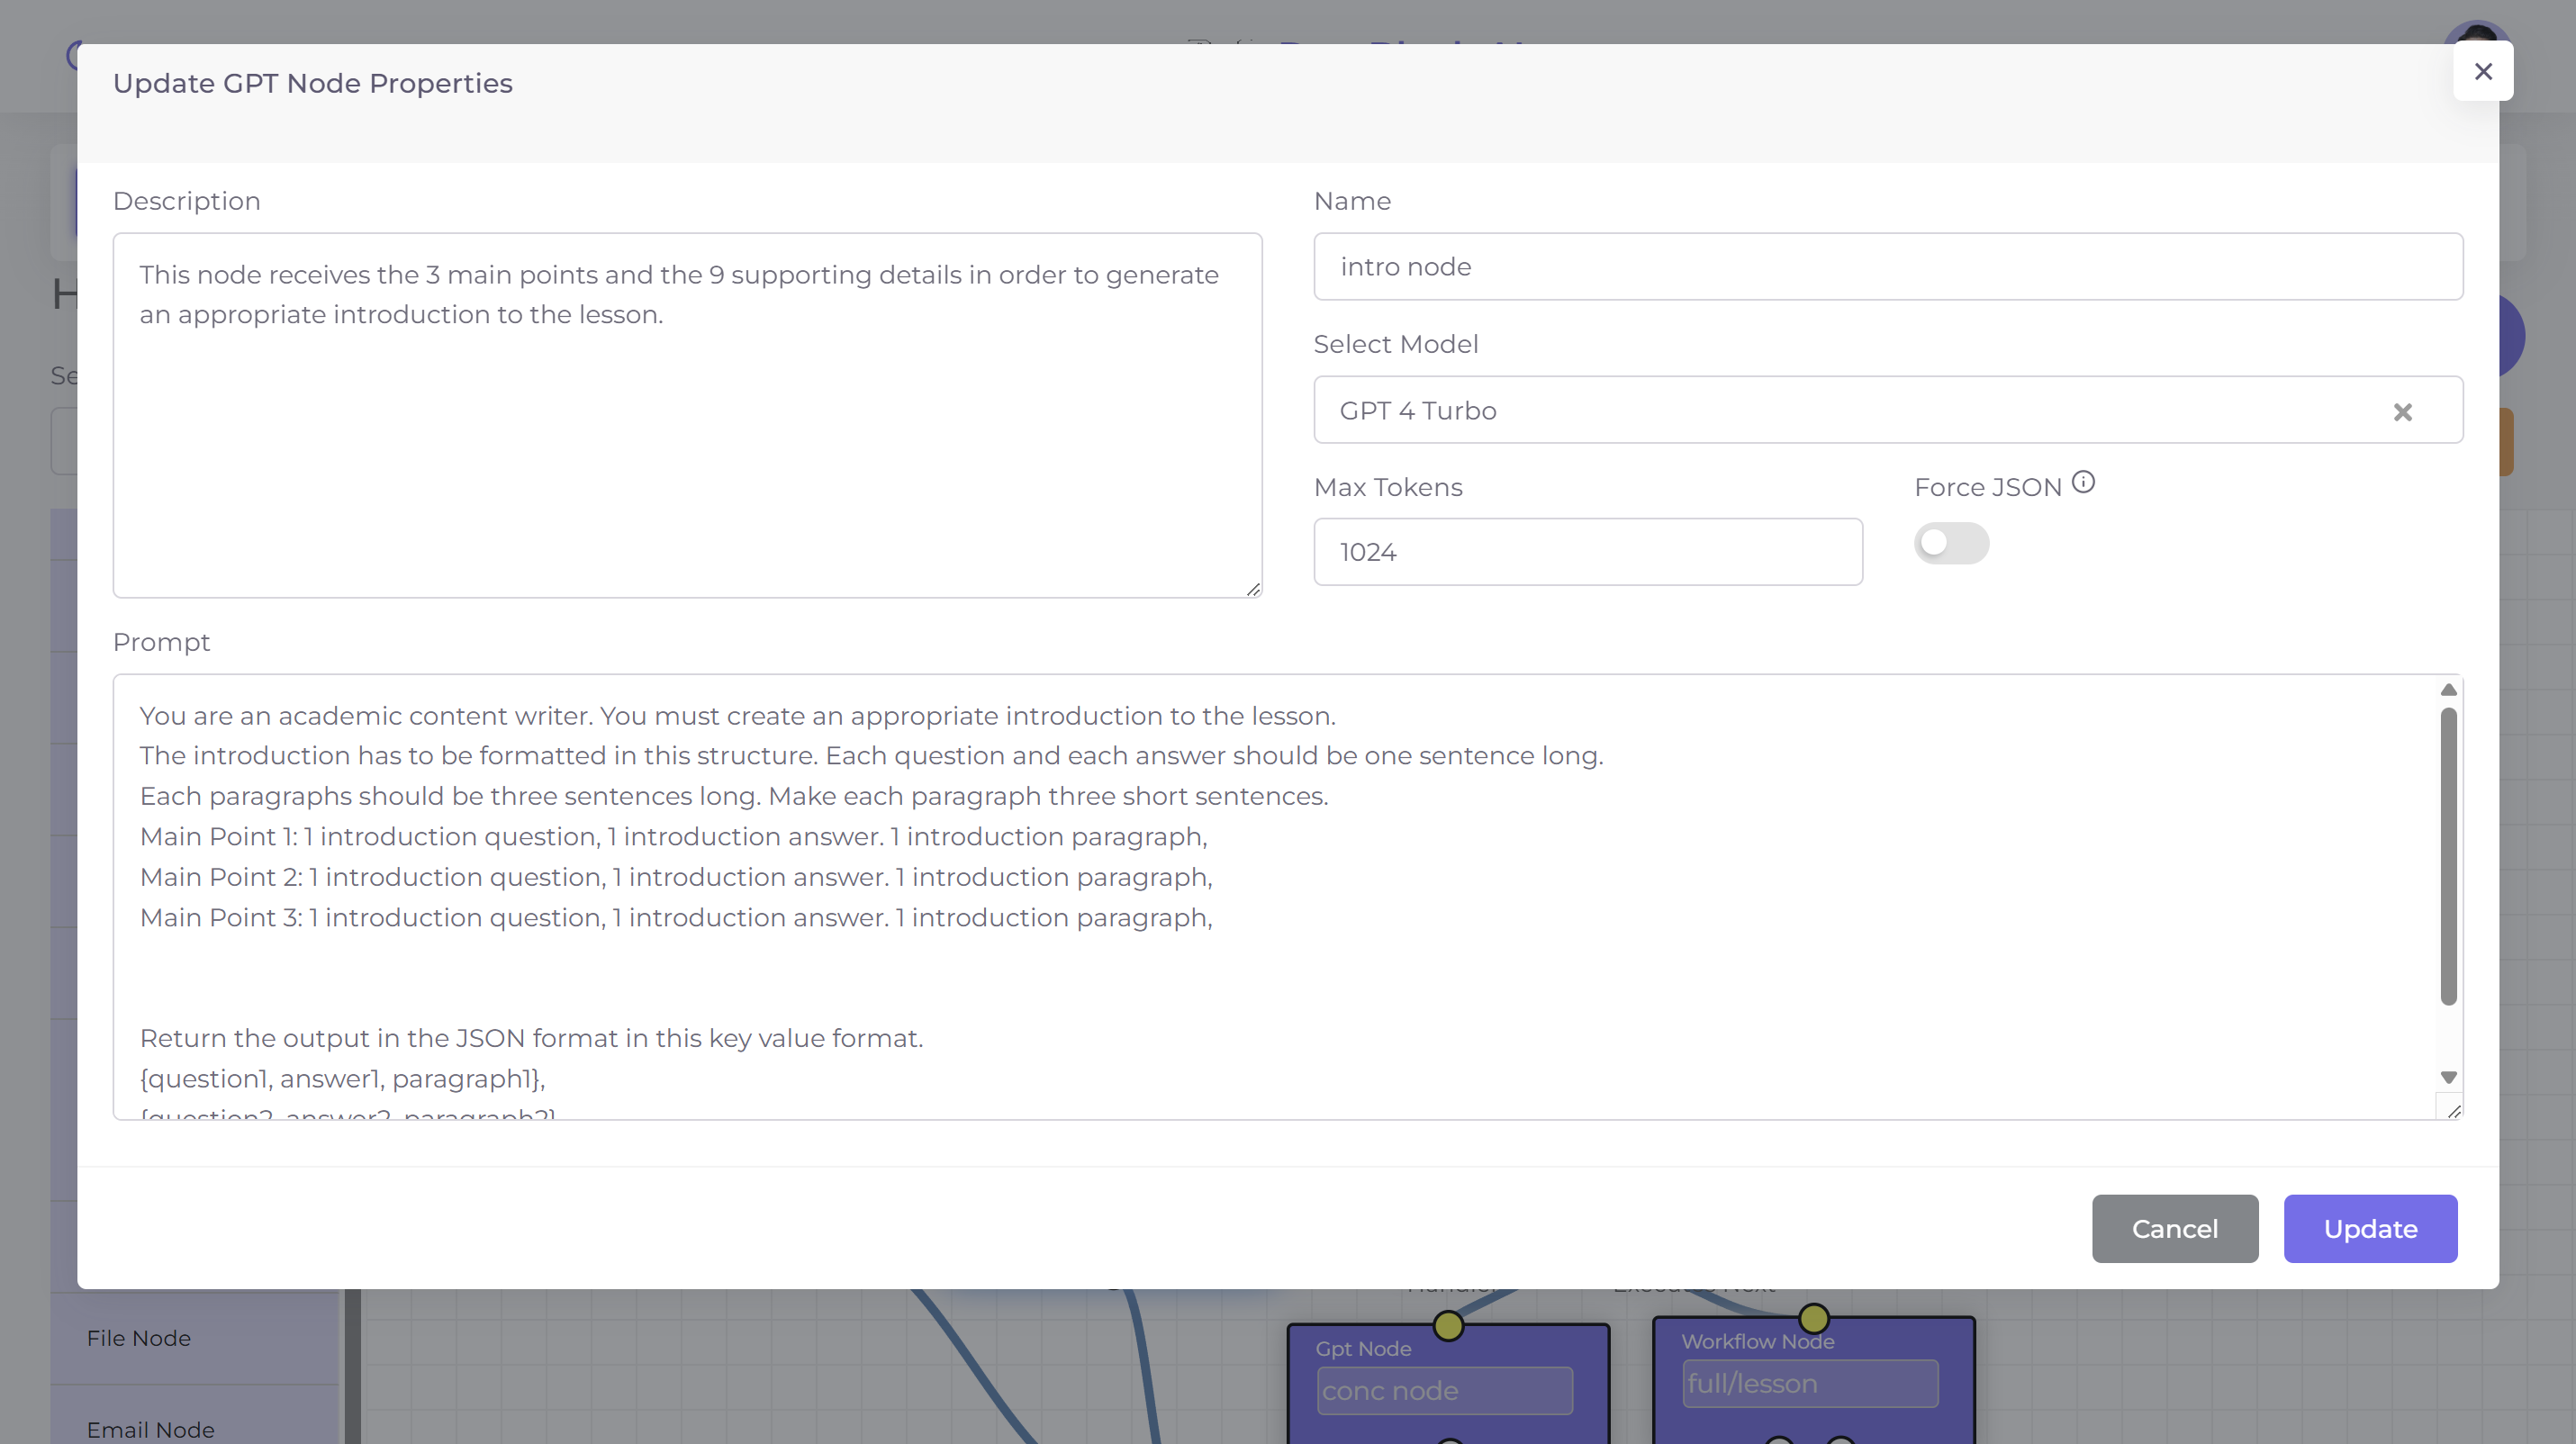 Update GPT Node Properties
Description
This node receives the 3 main points and the 9 supporting details in order to generate
an appropriate introduction to the lesson.
Name
intro node
Select Model
GPT 4 Turbo
Max Tokens
1024
Force JSON
Prompt
You are an academic content writer. You must create an appropriate introduction to the lesson.
The introduction has to be formatted in this structure. Each question and each answer should be one sentence long.
Each paragraphs should be three sentences long. Make each paragraph three short sentences.
Main Point 1: 1 introduction question, 1 introduction answer. 1 introduction paragraph,
Main Point 2: 1 introduction question, 1 introduction answer. 1 introduction paragraph,
Main Point 3: 1 introduction question, 1 introduction answer. 1 introduction paragraph,
Return the output in the JSON format in this key value format.
{question1, answer1, paragraph1},
{question2, answer2, paragraph2}
Cancel
Update
File Node
Email Node
Handler
Executes Next
Gpt Node
conc node
Workflow Node
full/lesson